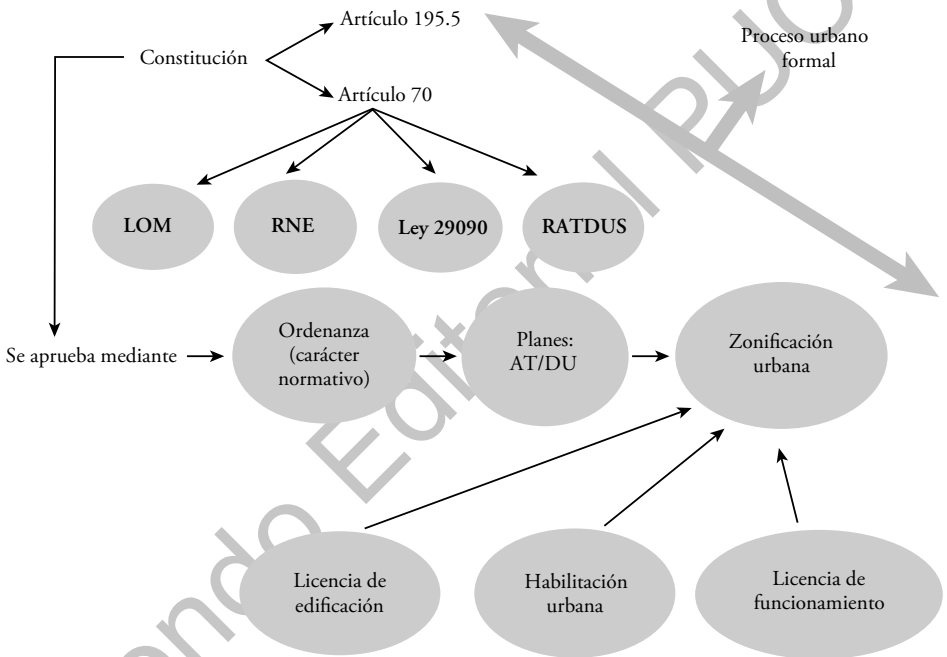 Artículo 195.5
Proceso urbano
formal
Constitución
Artículo 70
LOM
RNE
Ley 29090
RATDUS
Se aprueba mediante
Ordenanza
(carácter
normativo)
Planes:
AT/DU
Zonificación
urbana
Licencia de
edificación
Habilitación
urbana
Licencia de
funcionamiento
Editorial